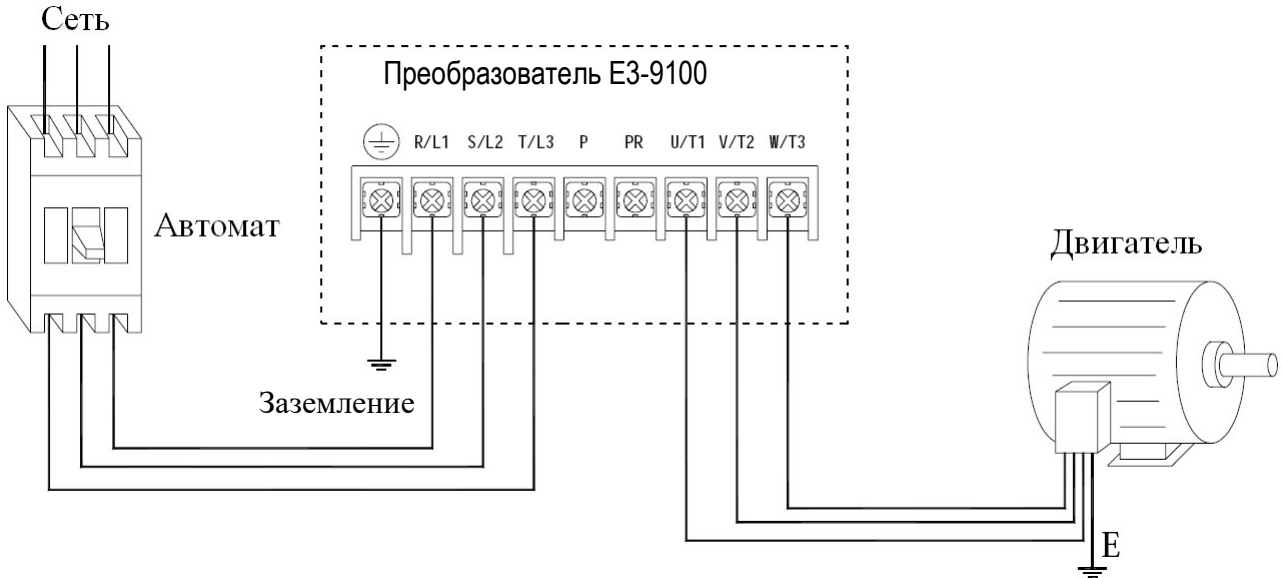 Сеть
Преобразователь E3-9100
R/L1 S/L2 T/L3 P PR U/T1 V/T2 W/T3
Автомат
Двигатель
Заземление
E